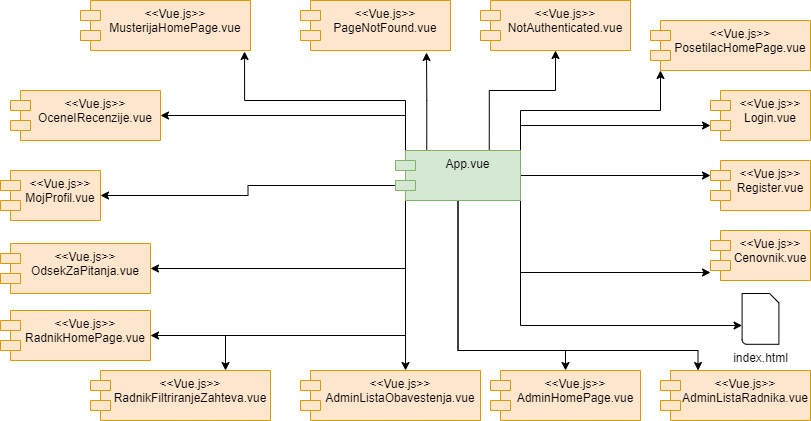 <<Vue.js>>
MusterijaHomePage.vue
<<Vue.js>>
PageNotFound.vue
<<Vue.js>>
NotAuthenticated.vue
<<Vue.js>>
PosetilacHomePage.vue
<<Vue.js>>
OceneIRecenzije.vue
<<Vue.js>>
Login.vue
App.vue
<<Vue.js>>
MojProfil.vue
<<Vue.js>>
Register.vue
<<Vue.js>>
OdsekZaPitanja.vue
<<Vue.js>>
Cenovnik.vue
<<Vue.js>>
RadnikHomePage.vue
index.html
<<Vue.js>>
RadnikFiltriranjeZahteva.vue
<<Vue.js>>
AdminListaObavestenja.vue
<<Vue.js>>
AdminHomePage.vue
<<Vue.js>>
AdminListaRadnika.vue